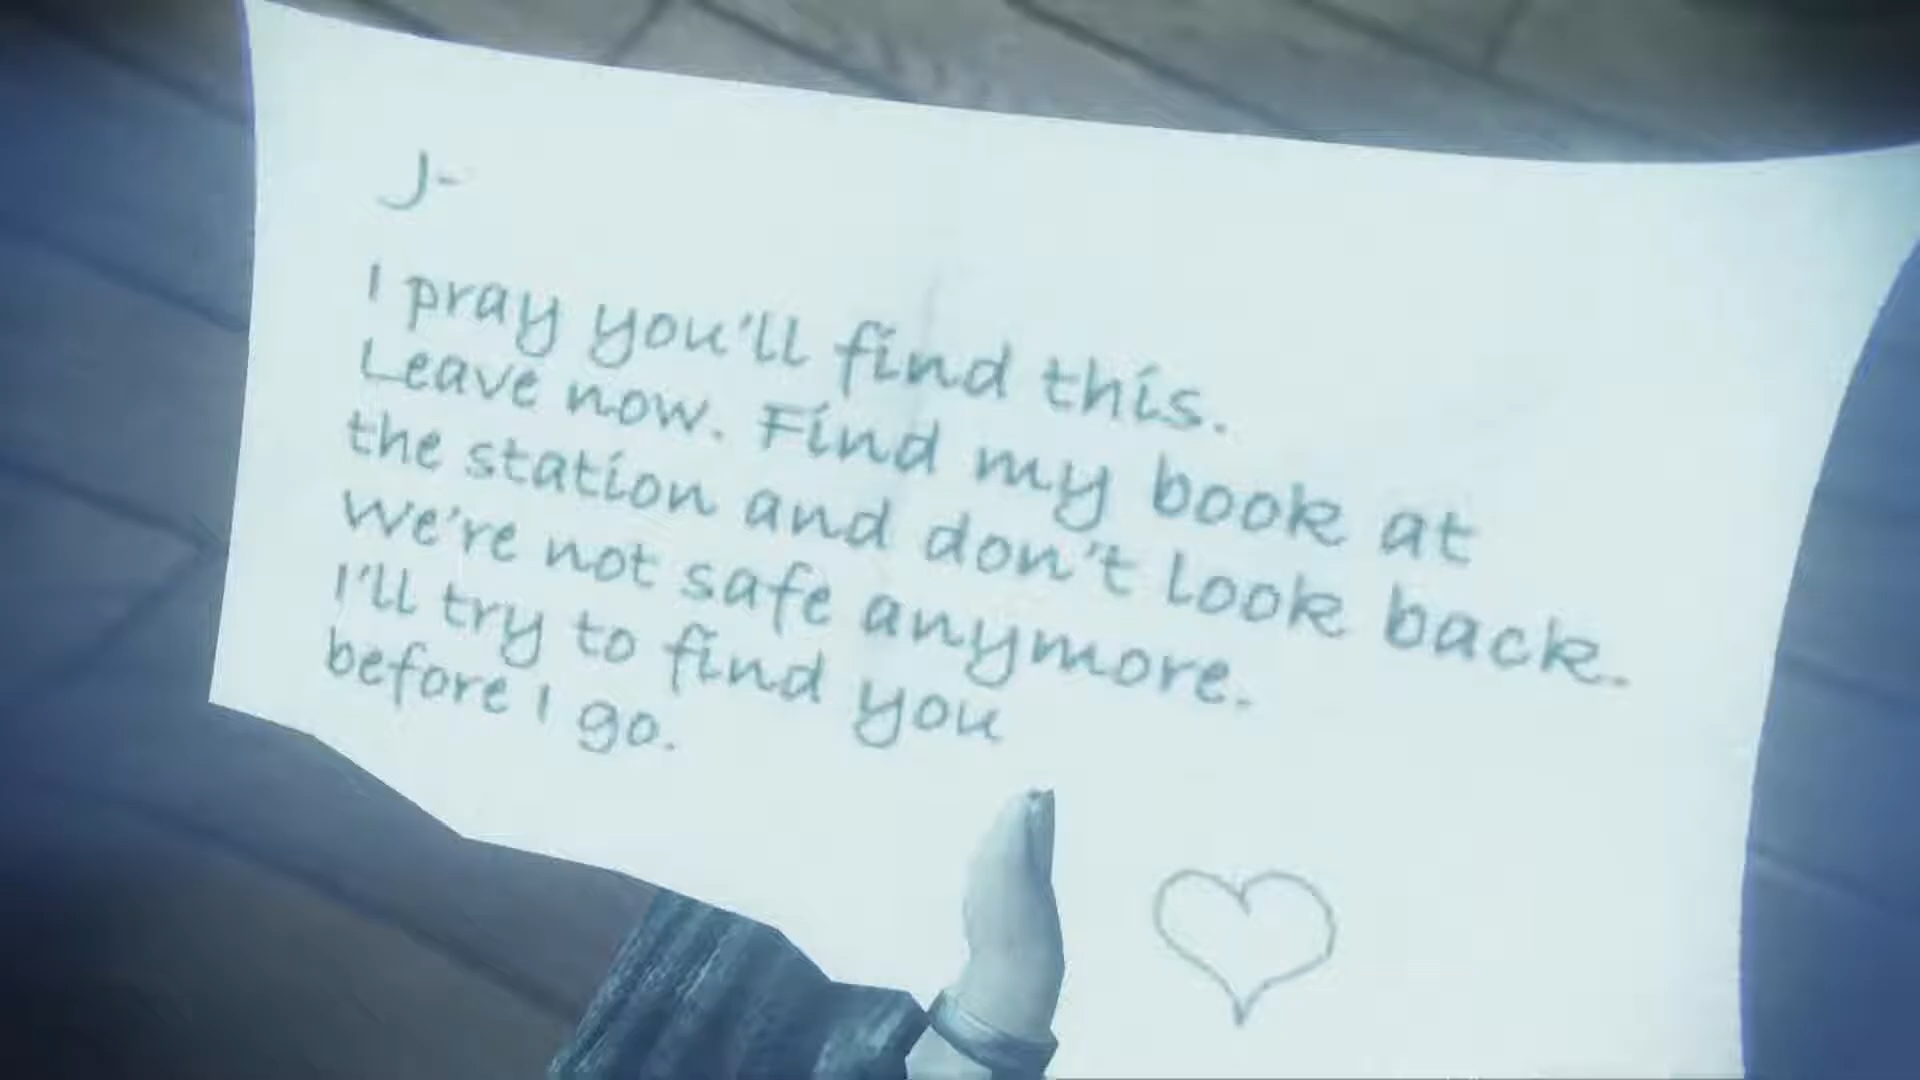 J-
I pray you'll find this.
Leave now. Find my book at
the station and don't look back.
We're not safe anymore.
I'll try to find you
before I go.